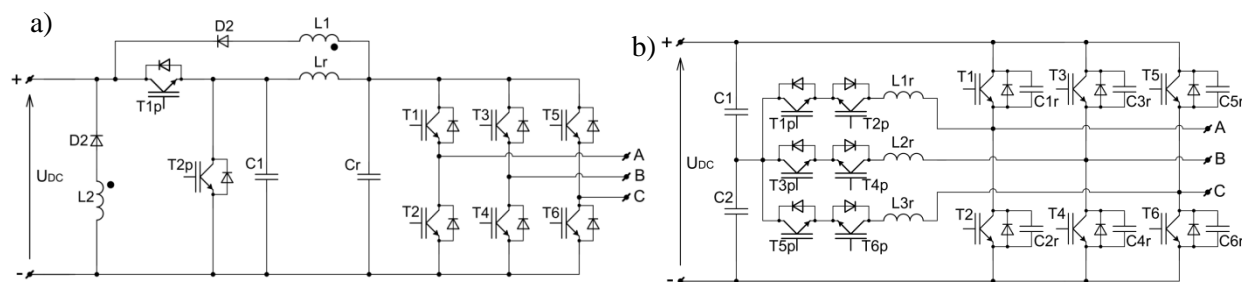 a)
D2
L1
Lr
+
T1p
D2
L2
UDC
T2p
C1
Cr
T1
T3
T5
A
B
C
T2
T4
T6
-
b)
+
C1
C2
UDC
T1p
T2p
L1r
T3p
T4p
L2r
T5p
T6p
L3r
T1
C1r
T3
C3r
T5
C5r
A
B
C
T2
C2r
T4
C4r
T6
C6r
-